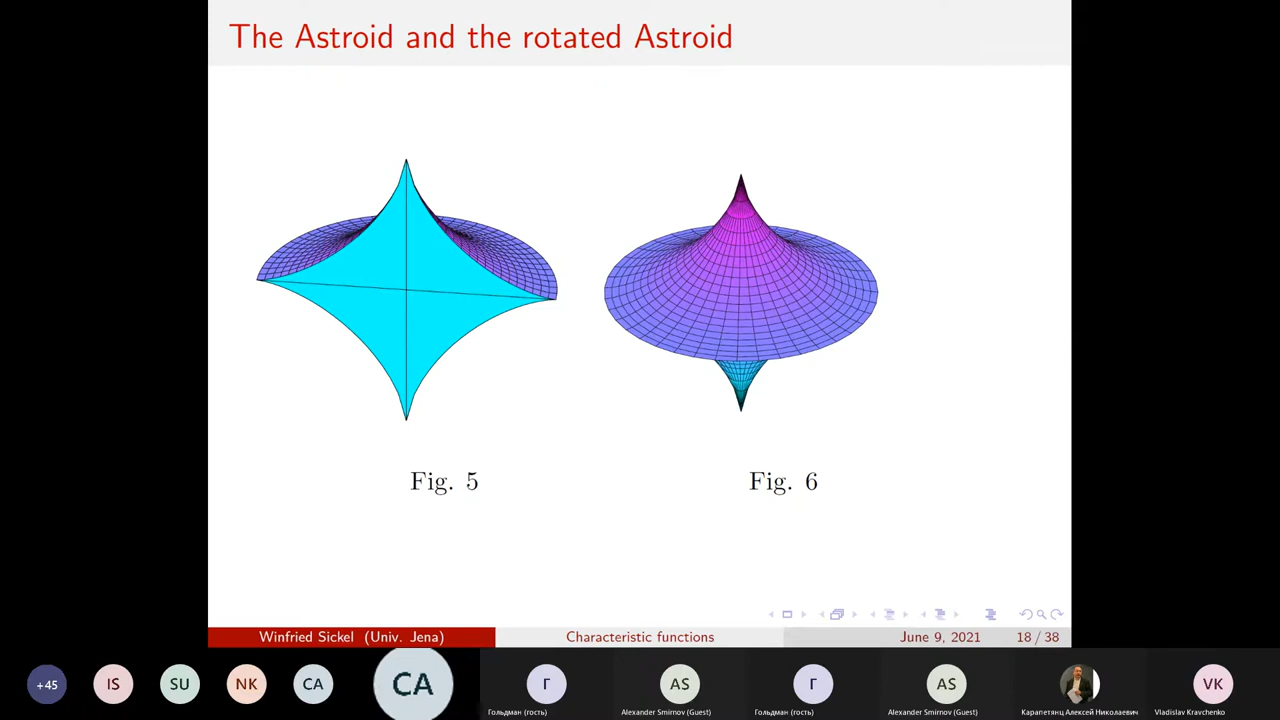 The Astroid and the rotated Astroid
Fig. 5
Fig. 6
Winfried Sickel (Univ. Jena)
Characteristic functions
June 9, 2021
18 / 38
+45
IS
SU
NK
CA
CA
Г
AS
Г
AS
VK
Гольдман (гость)
Alexander Smirnov (Guest)
Гольдман (гость)
Alexander Smirnov (Guest)
Карапетянц Алексей Николаевич
Vladislav Kravchenko